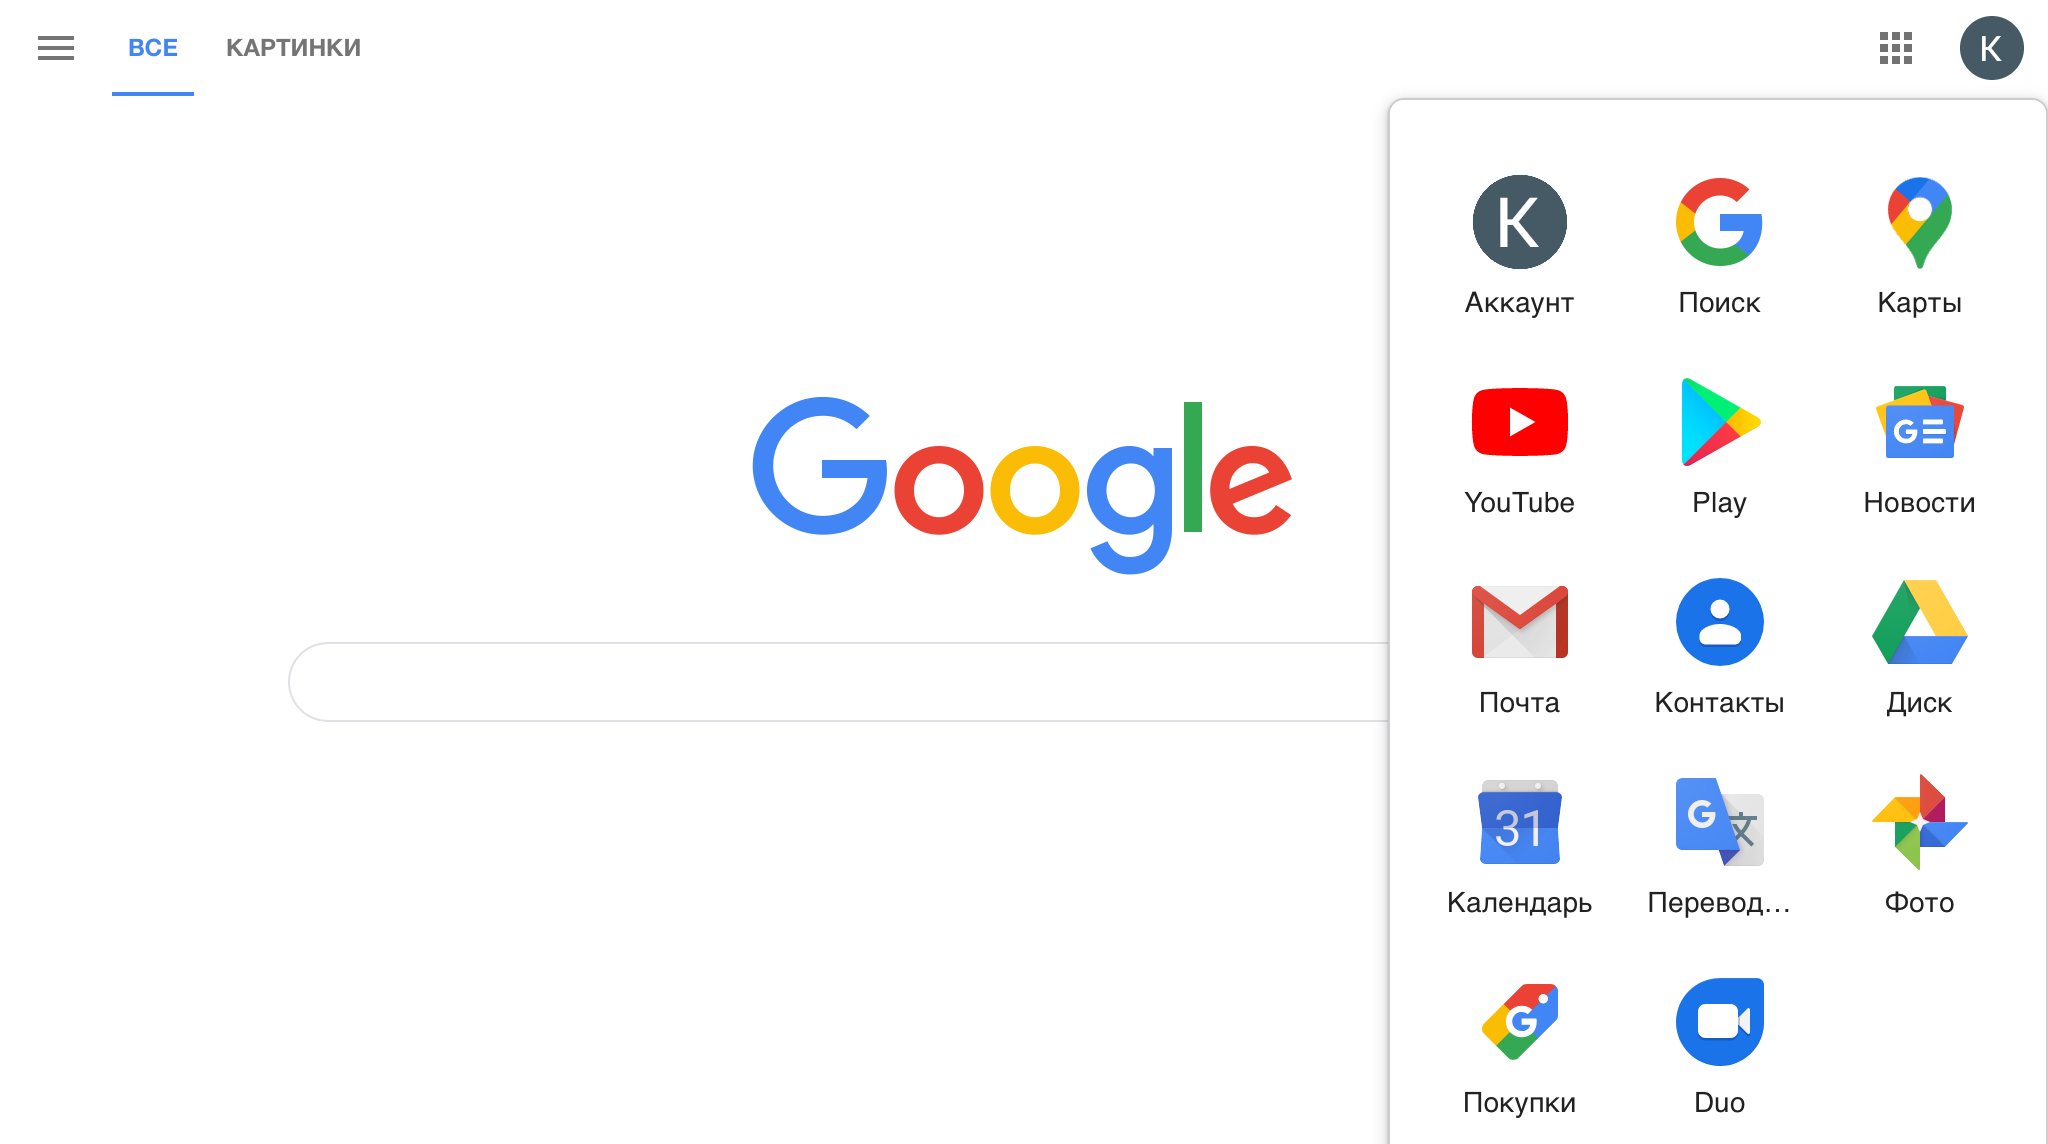 ВСЕ КАРТИНКИ
K
Google
K
Аккаунт Поиск Карты
YouTube Play Новости
Почта Контакты Диск
31
Календарь Перевод... Фото
Покупки Duo